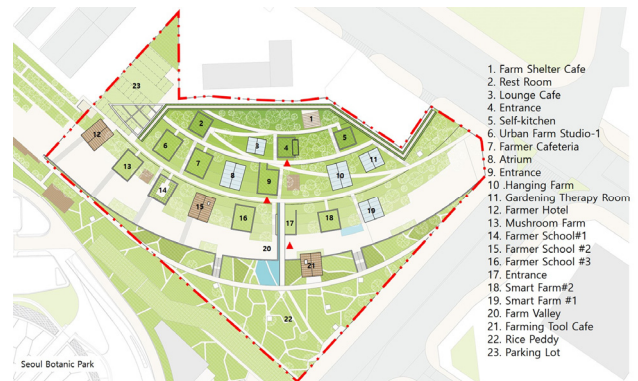 1. Farm Shelter Cafe
2. Rest Room
3. Lounge Cafe
4. Entrance
5. Self-kitchen
6. Urban Farm Studio-1
7. Farmer Cafeteria
8. Atrium
9. Entrance
10 .Hanging Farm
11. Gardening Therapy Room
12. Farmer Hotel
13. Mushroom Farm
14. Farmer School#1
15. Farmer School #2
16. Farmer School #3
17. Entrance
18. Smart Farm#2
19. Smart Farm #1
20. Farm Valley
21. Farming Tool Cafe
22. Rice Peddy
23. Parking Lot
23
1
12
2
3
4
5
6
7
8
9
10
11
13
14
15
16
17
18
19
20
21
22
Seoul Botanic Park